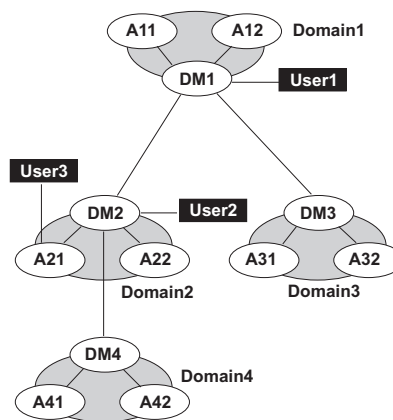 A11
A12
Domain1
DM1
User1
User3
DM2
User2
DM3
A21
A22
A31
A32
Domain2
Domain3
DM4
Domain4
A41
A42